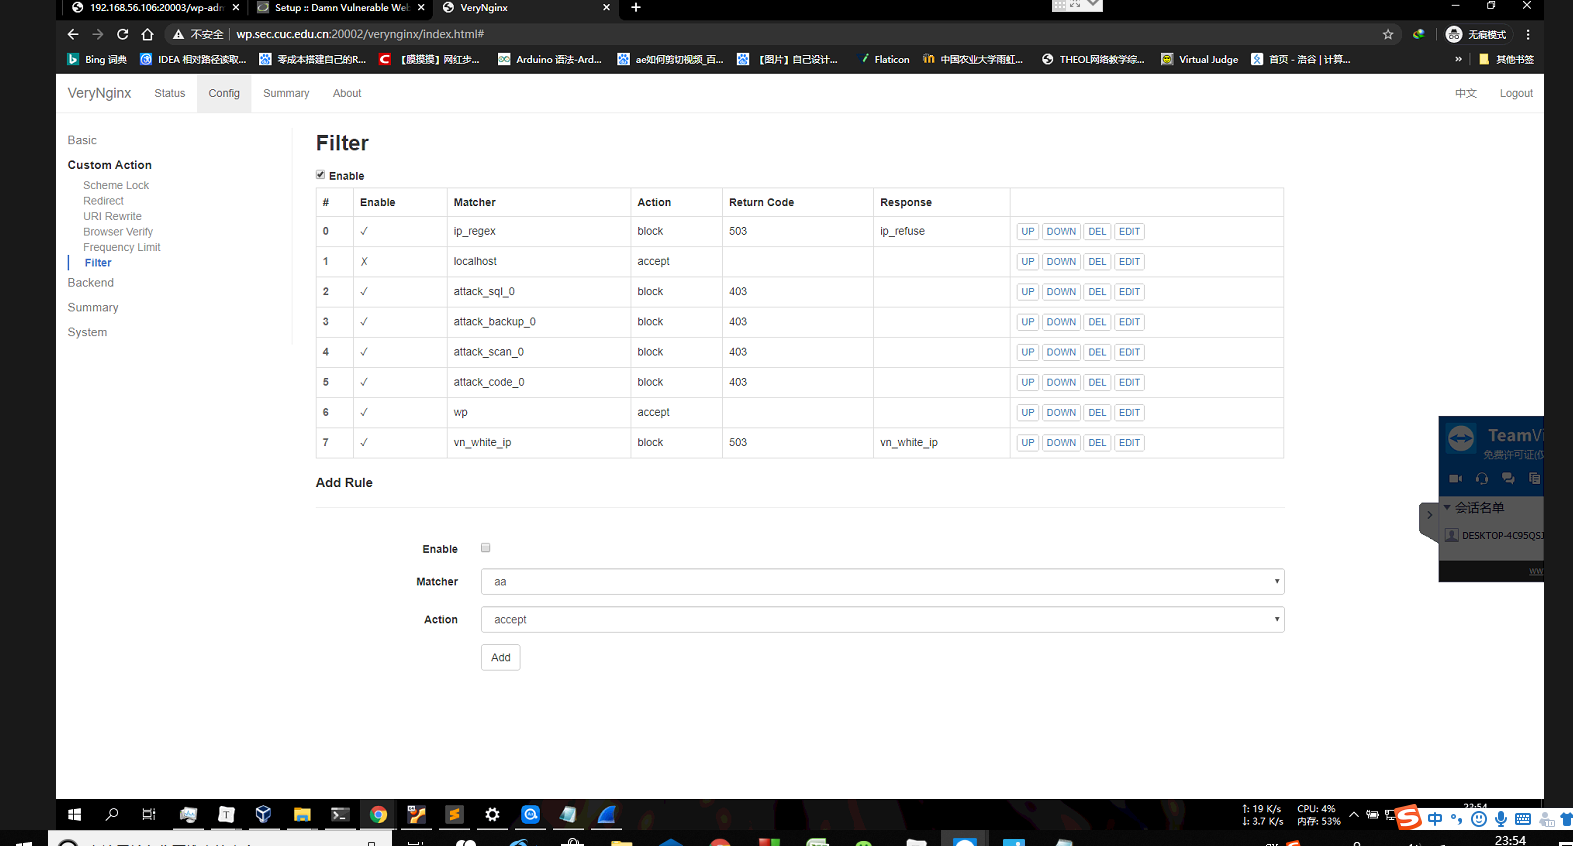 192.168.56.106:20003/wp-adm
Setup :: Damn Vulnerable Web
VeryNginx
不安全 wp.sec.cuc.edu.cn:20002/verynginx/index.html#
无痕模式
Bing 词典
IDEA 相对路径读取...
零成本搭建自己的R...
【膜摸摸】网红步...
Arduino 语法-Ard...
ae如何剪切视频_百...
【图片】自己设计...
Flaticon
中国农业大学雨虹...
THEOL网络教学综...
Virtual Judge
首页 - 洛谷 | 计算...
» 其他书签
VeryNginx Status Config Summary About
中文 Logout
Basic
Custom Action
Scheme Lock
Redirect
URI Rewrite
Browser Verify
Frequency Limit
Filter
Backend
Summary
System
Filter
Enable
# Enable Matcher Action Return Code Response
0 ✓ ip_regex block 503 ip_refuse UP DOWN DEL EDIT
1 ✗ localhost accept UP DOWN DEL EDIT
2 ✓ attack_sql_0 block 403 UP DOWN DEL EDIT
3 ✓ attack_backup_0 block 403 UP DOWN DEL EDIT
4 ✓ attack_scan_0 block 403 UP DOWN DEL EDIT
5 ✓ attack_code_0 block 403 UP DOWN DEL EDIT
6 ✓ wp accept UP DOWN DEL EDIT
7 ✓ vn_white_ip block 503 vn_white_ip UP DOWN DEL EDIT
Add Rule
Enable
Matcher aa
Action accept
Add
TeamVi
免费许可证(仅
会话名单
DESKTOP-4C95QSJ
ww
↑: 19 K/s CPU: 4%
↓: 3.7 K/s 内存: 53%
23:54
中
23:54